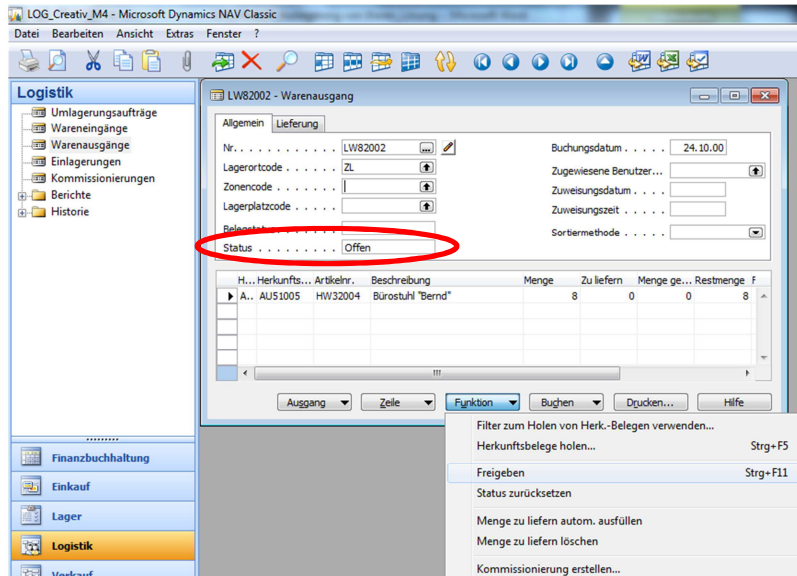 LOG_Creativ_M4 - Microsoft Dynamics NAV Classic
Datei Bearbeiten Ansicht Extras Fenster ?
Logistik
Umlagerungsaufträge
Wareneingänge
Warenausgänge
Einlagerungen
Kommissionierungen
Berichte
Historie
Finanzbuchhaltung
Einkauf
Lager
Logistik
Verkauf
LW82002 - Warenausgang
Allgemein Lieferung
Nr. . . . . . . . . . . . . LW82002
Lagerortcode . . . . . . ZL
Zonencode . . . . . . .
Lagerplatzcode . . . . .
Belegstatus . . . . . . .
Status . . . . . . . . . Offen
Buchungsdatum . . . . . 24.10.00
Zugewiesene Benutzer...
Zuweisungsdatum . . . .
Zuweisungszeit . . . . .
Sortiermethode . . . . .
H... Herkunfts... Artikelnr. Beschreibung Menge Zu liefern Menge ge... Restmenge F
A.. AU51005 HW32004 Bürostuhl "Bernd" 8 0 0 8
Ausgang Zeile Funktion Buchen Drucken... Hilfe
Filter zum Holen von Herk.-Belegen verwenden...
Herkunftsbelege holen... Strg+F5
Freigeben Strg+F11
Status zurücksetzen
Menge zu liefern autom. ausfüllen
Menge zu liefern löschen
Kommissionierung erstellen...